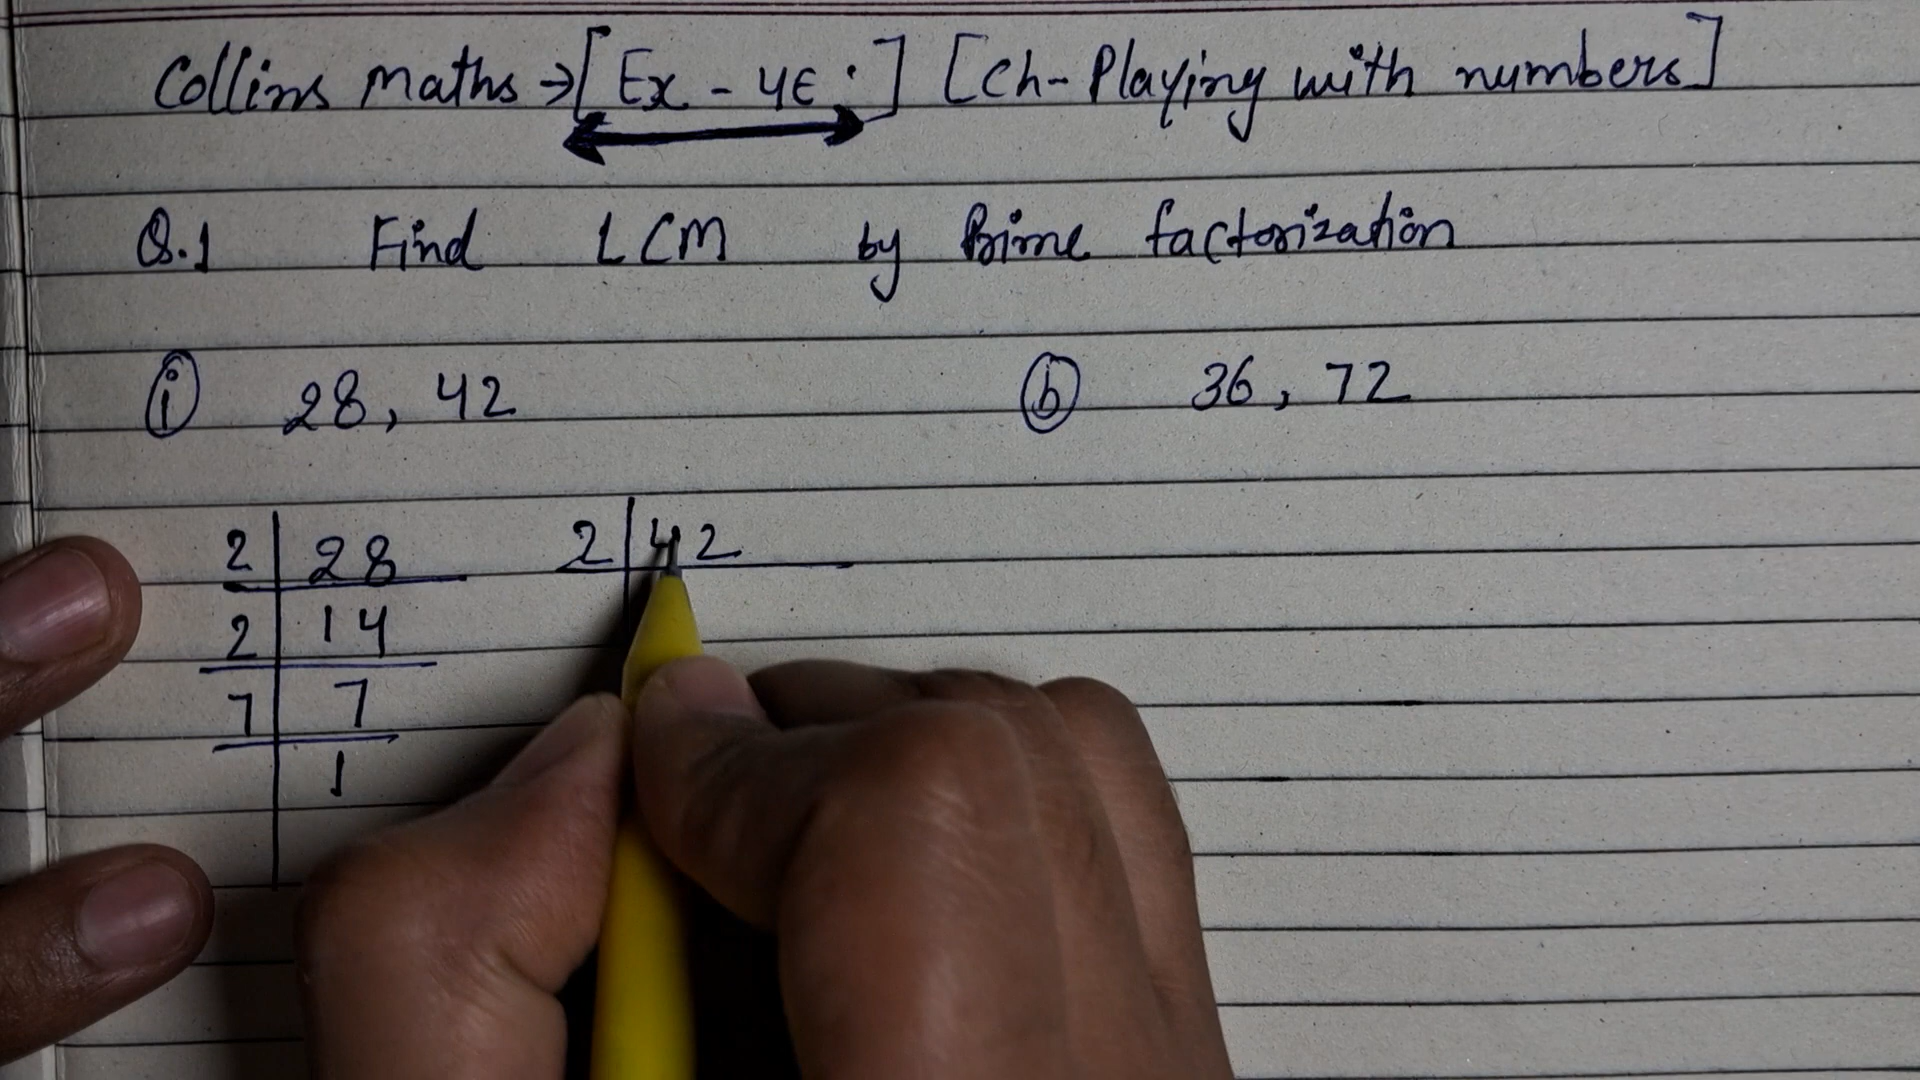 Collins Maths → [Ex - 4E.] [Ch- Playing with numbers]
Q.1 Find LCM by Prime factorization
(i) 28, 42 (b) 36, 72
2 | 28 2 | 42
2 | 14
7 | 7
1